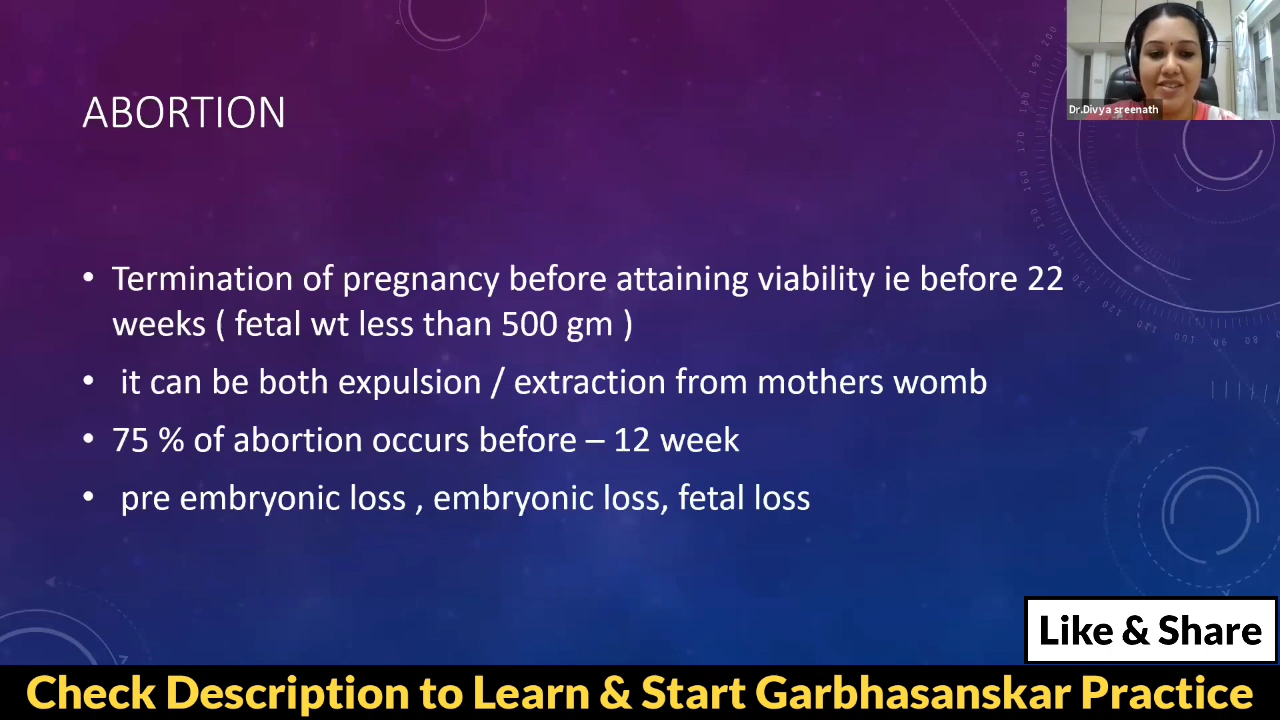 Dr.Divya sreenath
ABORTION
• Termination of pregnancy before attaining viability ie before 22
weeks ( fetal wt less than 500 gm )
• it can be both expulsion / extraction from mothers womb
• 75 % of abortion occurs before – 12 week
• pre embryonic loss , embryonic loss, fetal loss
Like & Share
Check Description to Learn & Start Garbhasanskar Practice